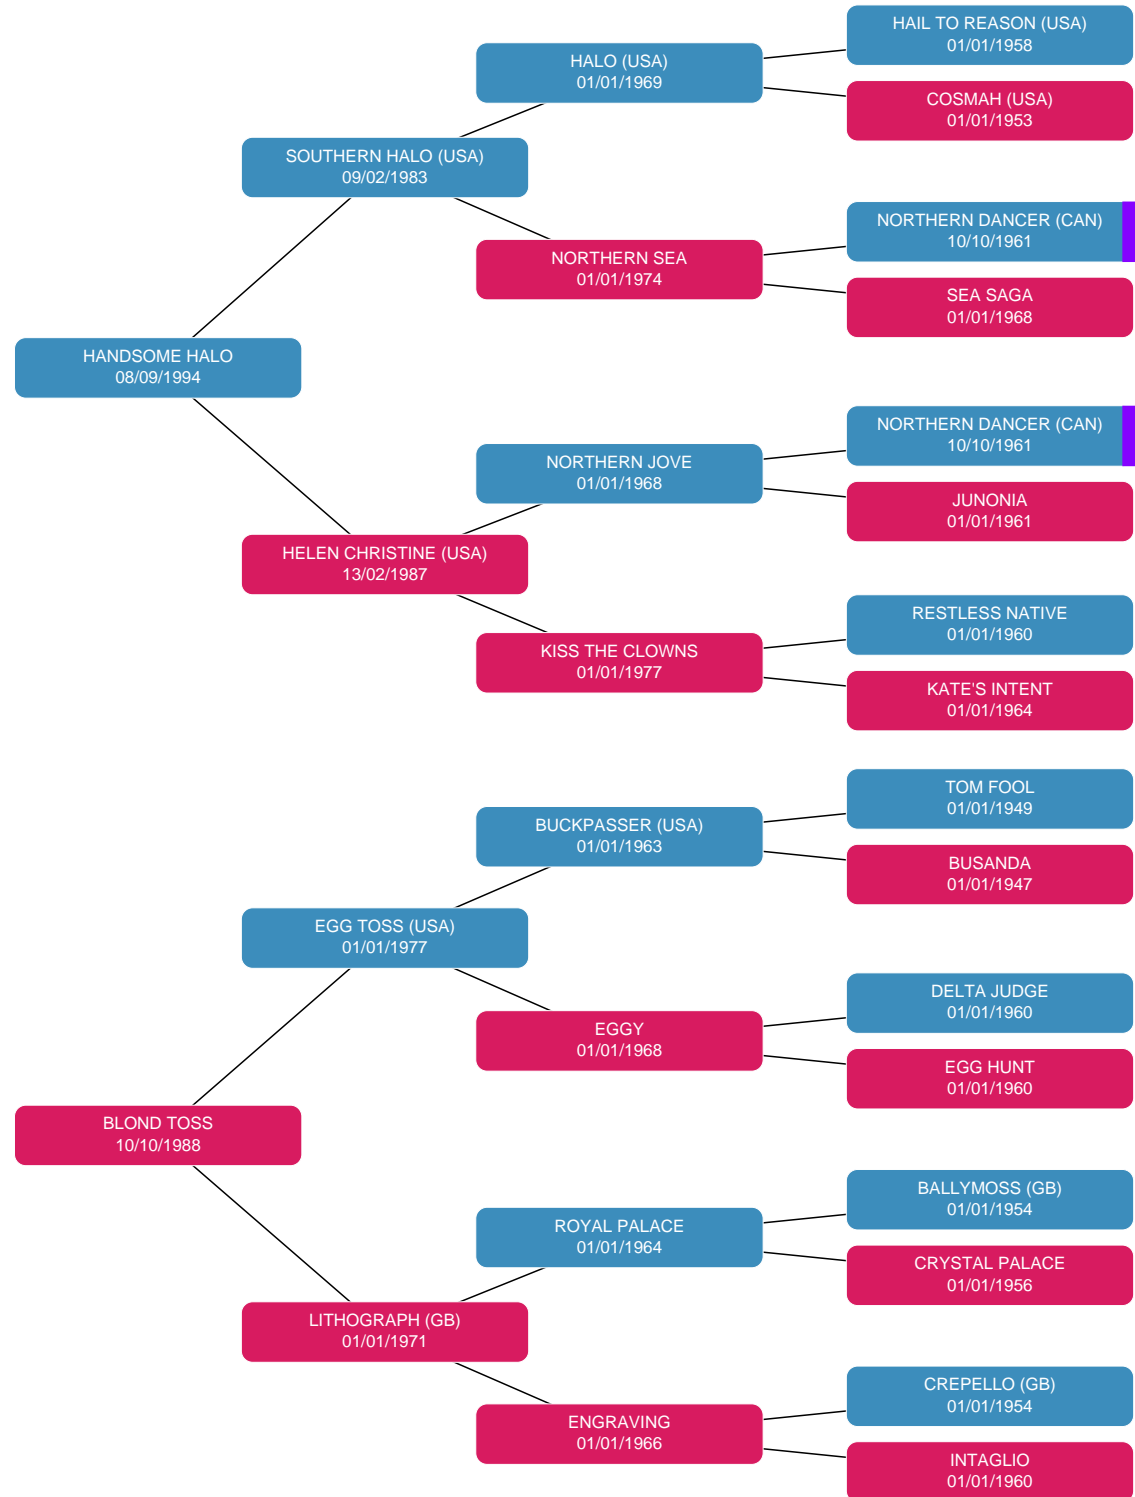 HAIL TO REASON (USA)
01/01/1958
HALO (USA)
01/01/1969
COSMAH (USA)
01/01/1953
SOUTHERN HALO (USA)
09/02/1983
NORTHERN DANCER (CAN)
10/10/1961
NORTHERN SEA
01/01/1974
SEA SAGA
01/01/1968
HANDSOME HALO
08/09/1994
NORTHERN DANCER (CAN)
10/10/1961
NORTHERN JOVE
01/01/1968
JUNONIA
01/01/1961
HELEN CHRISTINE (USA)
13/02/1987
RESTLESS NATIVE
01/01/1960
KISS THE CLOWNS
01/01/1977
KATE'S INTENT
01/01/1964
TOM FOOL
01/01/1949
BUCKPASSER (USA)
01/01/1963
BUSANDA
01/01/1947
EGG TOSS (USA)
01/01/1977
DELTA JUDGE
01/01/1960
EGGY
01/01/1968
EGG HUNT
01/01/1960
BLOND TOSS
10/10/1988
BALLYMOSS (GB)
01/01/1954
ROYAL PALACE
01/01/1964
CRYSTAL PALACE
01/01/1956
LITHOGRAPH (GB)
01/01/1971
CREPELLO (GB)
01/01/1954
ENGRAVING
01/01/1966
INTAGLIO
01/01/1960